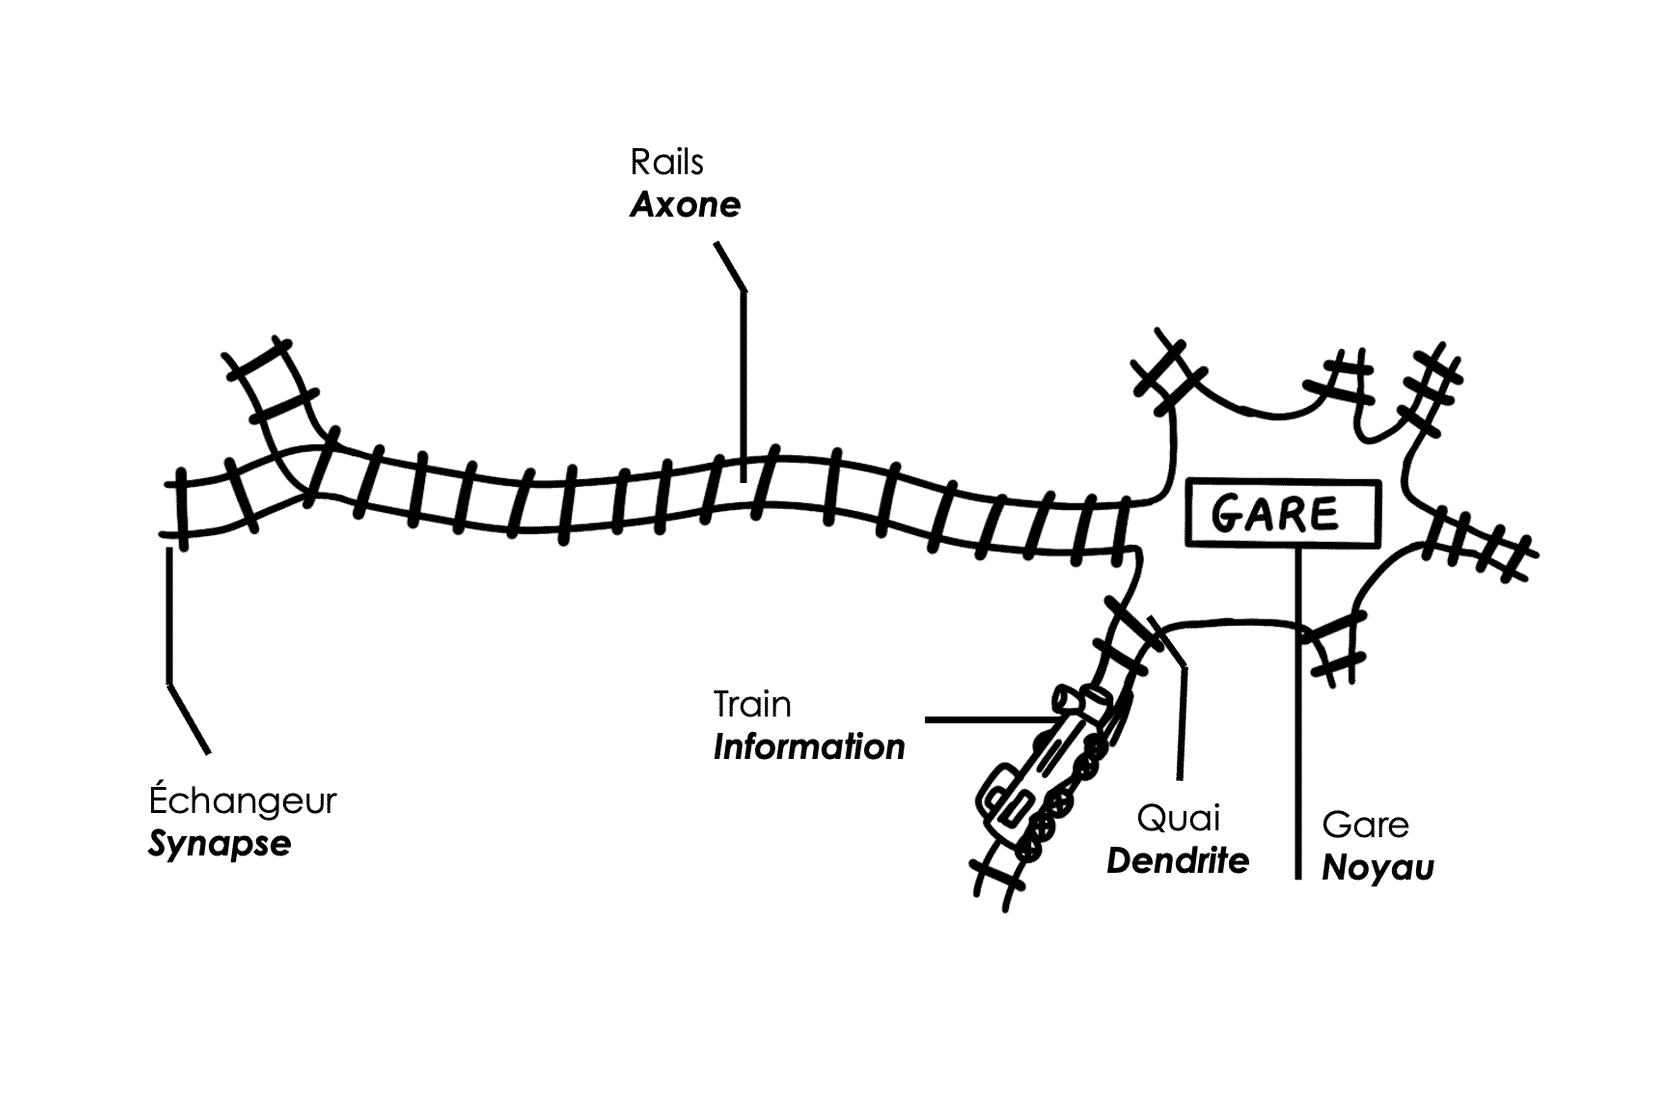 Rails
Axone
GARE
Train
Information
Échangeur
Synapse
Quai
Dendrite
Gare
Noyau